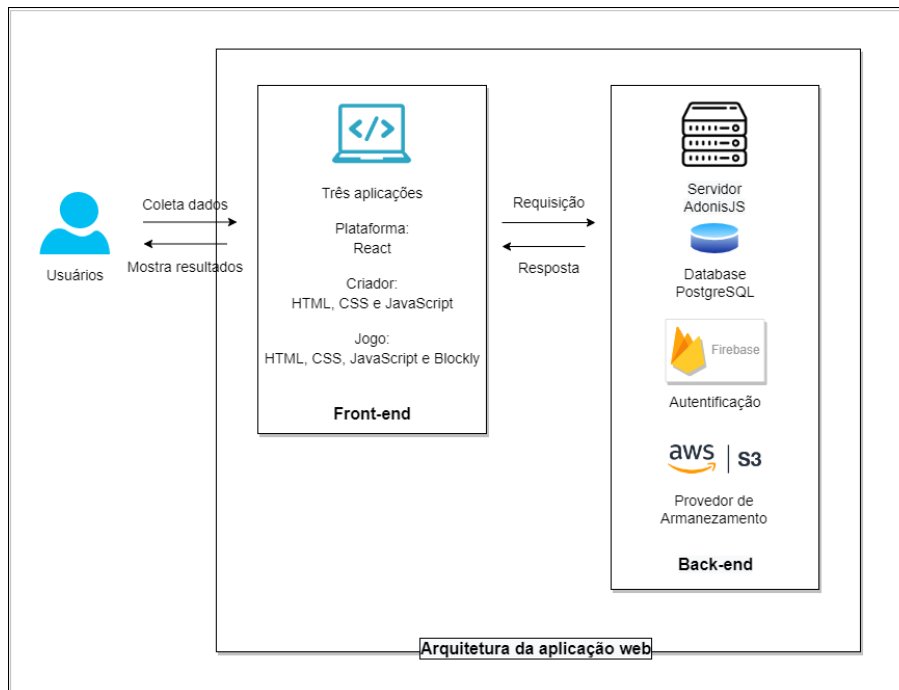 Usuários
Coleta dados
Mostra resultados
</>
Três aplicações
Plataforma:
React
Criador:
HTML, CSS e JavaScript
Jogo:
HTML, CSS, JavaScript e Blockly
Front-end
Requisição
Resposta
Servidor
AdonisJS
Database
PostgreSQL
Firebase
Autentificação
aws | S3
Provedor de
Armanezamento
Back-end
Arquitetura da aplicação web